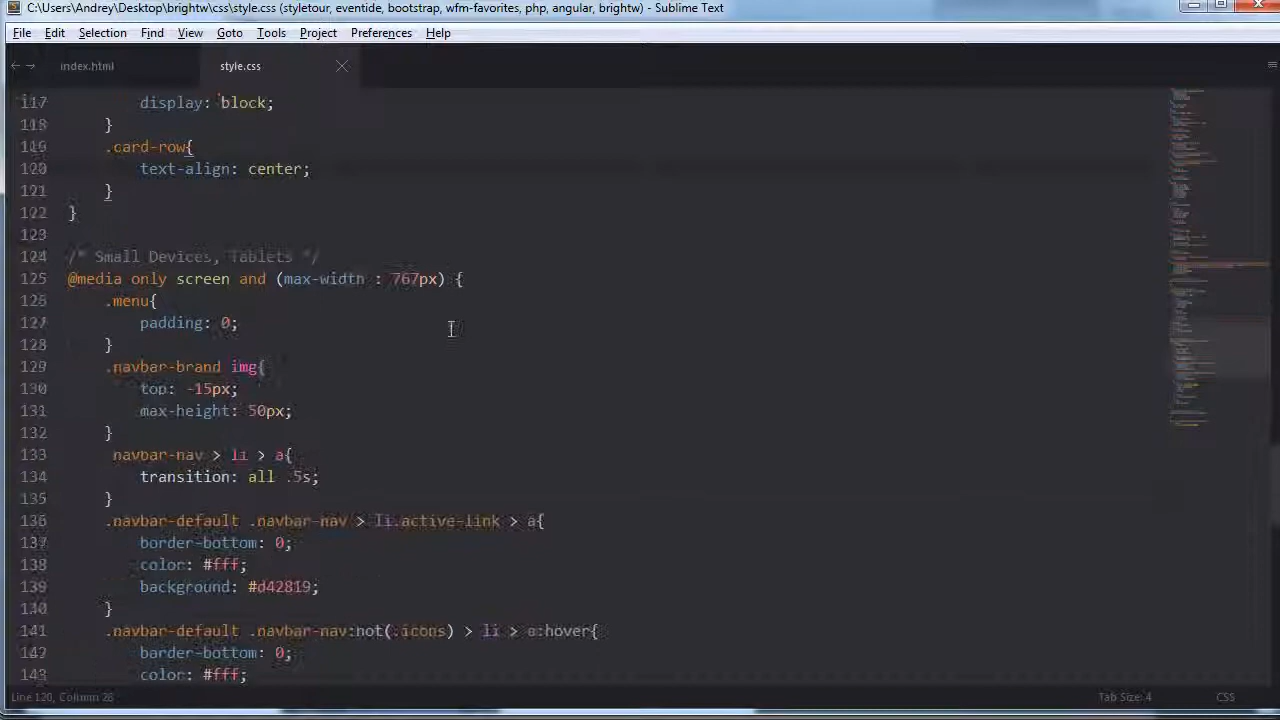 C:\Users\Andrey\Desktop\brightw\css\style.css (styletour, eventide, bootstrap, wfm-favorites, php, angular, brightw) - Sublime Text
File Edit Selection Find View Goto Tools Project Preferences Help
index.html style.css
117 display: block;
118 }
119 .card-row{
120 text-align: center;
121 }
122 }
123
124 /* Small Devices, Tablets */
125 @media only screen and (max-width : 767px) {
126 .menu{
127 padding: 0;
128 }
129 .navbar-brand img{
130 top: -15px;
131 max-height: 50px;
132 }
133 navbar-nav > li > a{
134 transition: all .5s;
135 }
136 .navbar-default .navbar-nav > li.active-link > a{
137 border-bottom: 0;
138 color: #fff;
139 background: #d42819;
140 }
141 .navbar-default .navbar-nav:not(.icons) > li > a:hover{
142 border-bottom: 0;
143 color: #fff;
Line 120, Column 28 Tab Size: 4 CSS